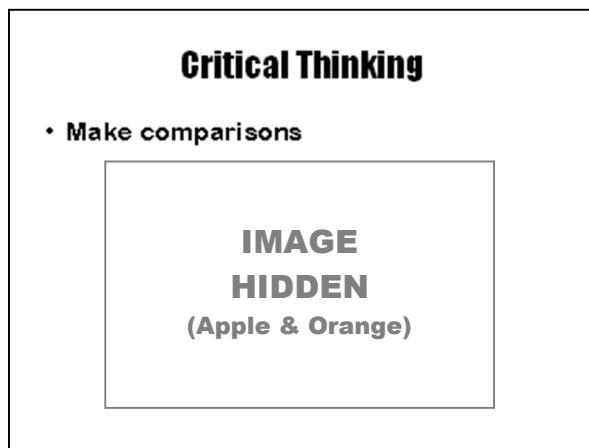 Critical Thinking
• Make comparisons
IMAGE
HIDDEN
(Apple & Orange)